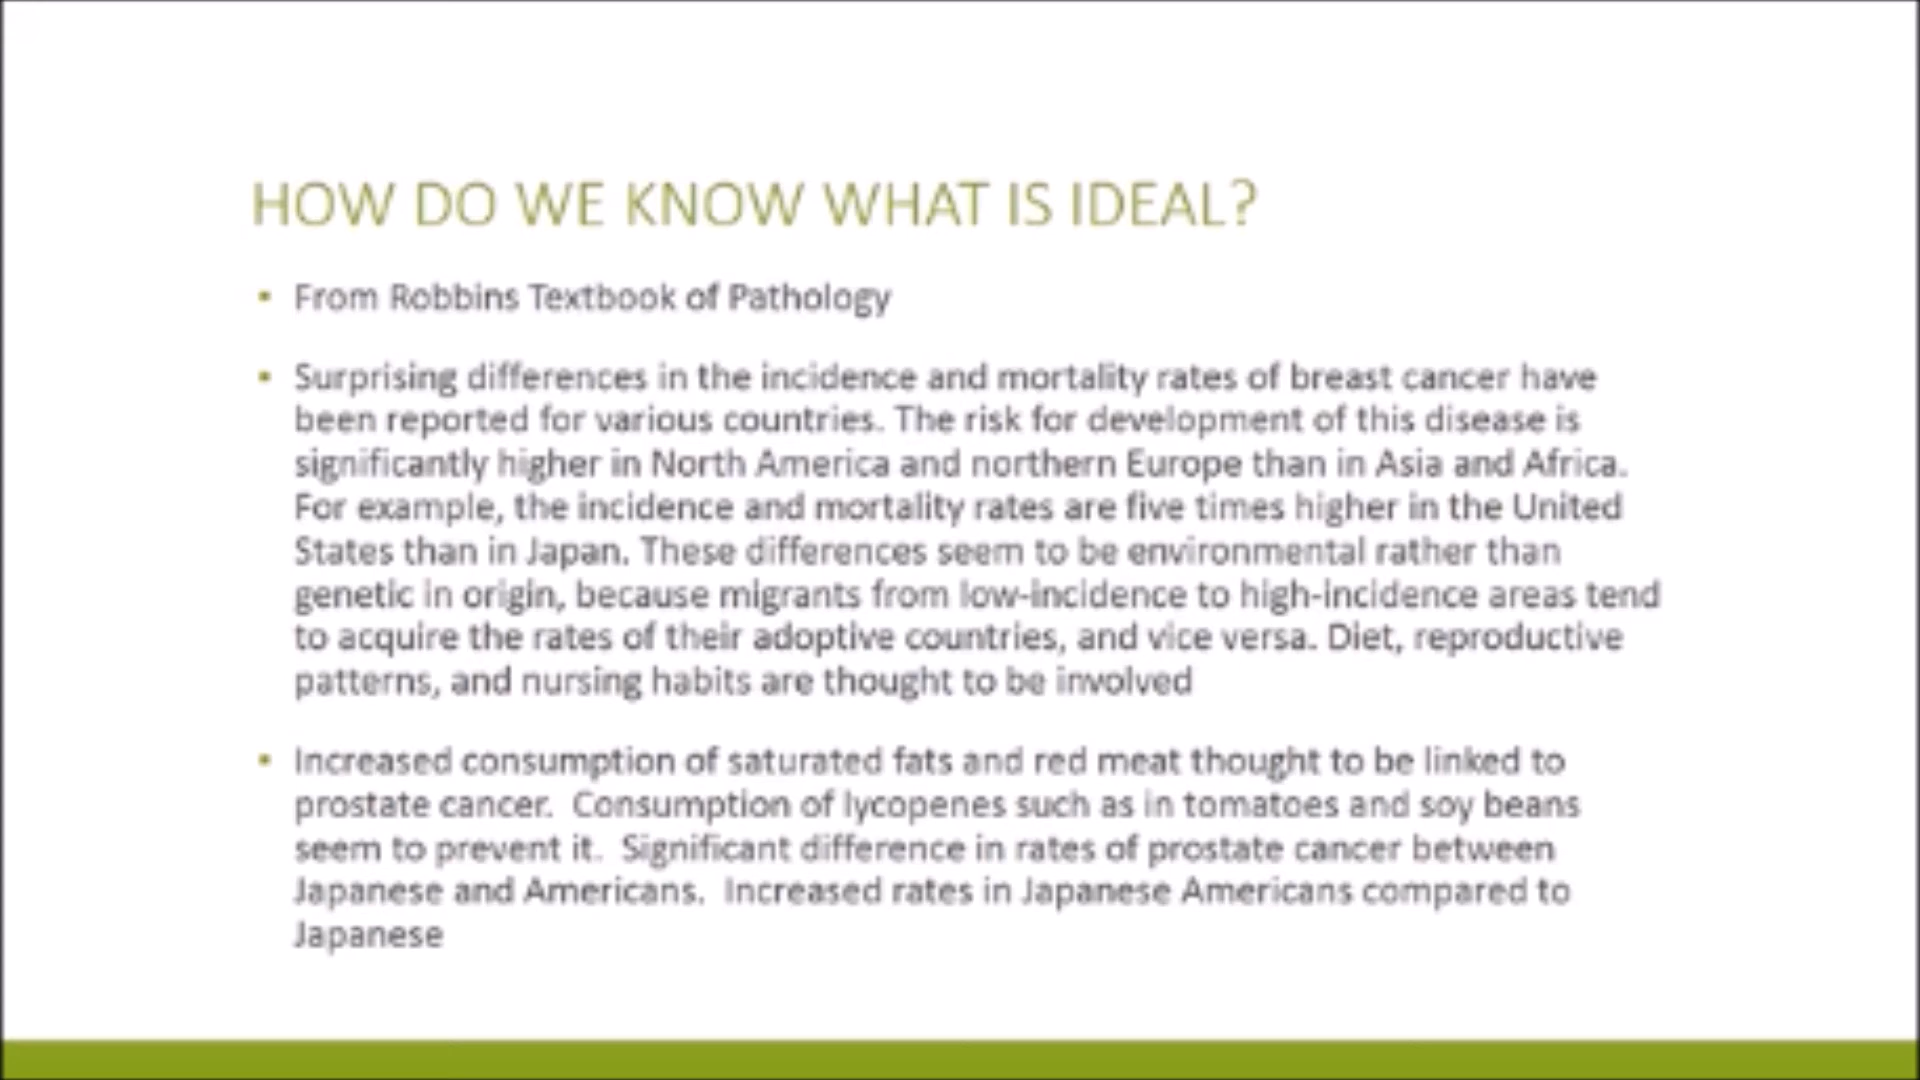 HOW DO WE KNOW WHAT IS IDEAL?
▪ From Robbins Textbook of Pathology
▪ Surprising differences in the incidence and mortality rates of breast cancer have
been reported for various countries. The risk for development of this disease is
significantly higher in North America and northern Europe than in Asia and Africa.
For example, the incidence and mortality rates are five times higher in the United
States than in Japan. These differences seem to be environmental rather than
genetic in origin, because migrants from low-incidence to high-incidence areas tend
to acquire the rates of their adoptive countries, and vice versa. Diet, reproductive
patterns, and nursing habits are thought to be involved
▪ Increased consumption of saturated fats and red meat thought to be linked to
prostate cancer.  Consumption of lycopenes such as in tomatoes and soy beans
seem to prevent it.  Significant difference in rates of prostate cancer between
Japanese and Americans.  Increased rates in Japanese Americans compared to
Japanese